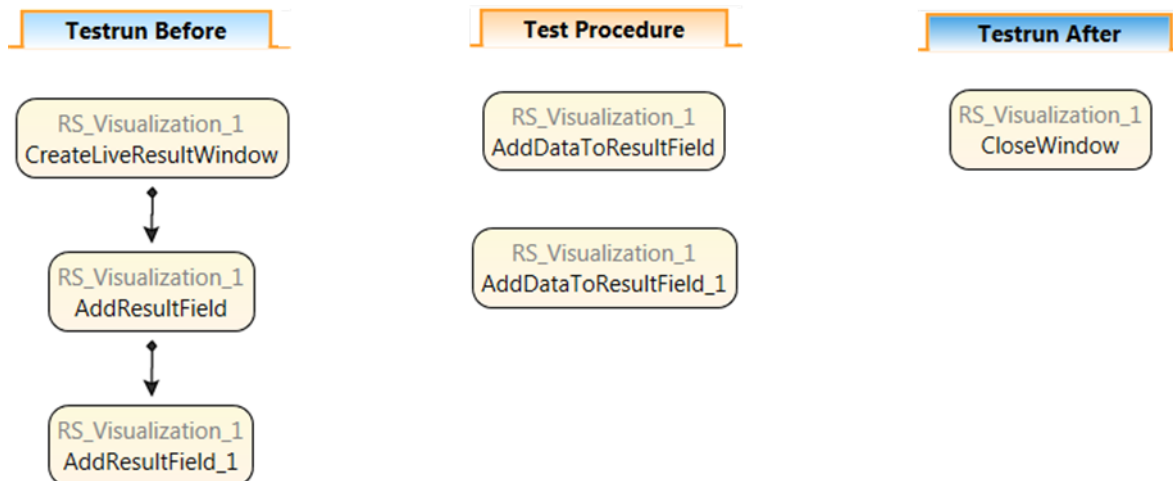 Testrun Before
RS_Visualization_1
CreateLiveResultWindow
RS_Visualization_1
AddResultField
RS_Visualization_1
AddResultField_1
Test Procedure
RS_Visualization_1
AddDataToResultField
RS_Visualization_1
AddDataToResultField_1
Testrun After
RS_Visualization_1
CloseWindow